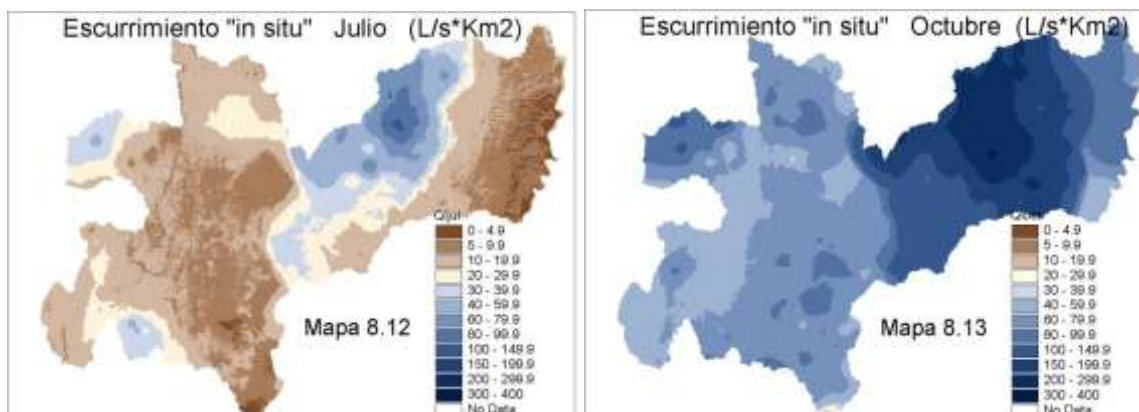 Escurrimiento "in situ" Julio (L/s*Km2)
Qjul
0 - 4.9
5 - 9.9
10 - 19.9
20 - 29.9
30 - 39.9
40 - 59.9
60 - 79.9
80 - 99.9
100 - 149.9
150 - 199.9
200 - 299.9
300 - 400
No Data
Mapa 8.12
Escurrimiento "in situ" Octubre (L/s*Km2)
0 - 4.9
5 - 9.9
10 - 19.9
20 - 29.9
30 - 39.9
40 - 59.9
60 - 79.9
80 - 99.9
100 - 149.9
150 - 199.9
200 - 299.9
300 - 400
No Data
Mapa 8.13